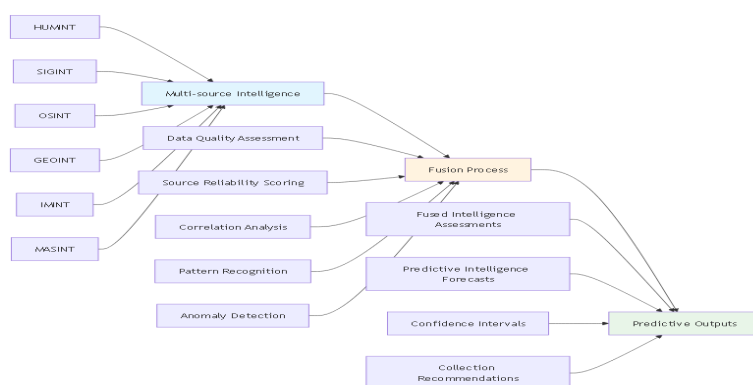 HUMINT
SIGINT
OSINT
GEOINT
IMINT
MASINT
Multi-source Intelligence
Data Quality Assessment
Source Reliability Scoring
Correlation Analysis
Pattern Recognition
Anomaly Detection
Fusion Process
Fused Intelligence
Assessments
Predictive Intelligence
Forecasts
Confidence Intervals
Collection
Recommendations
Predictive Outputs